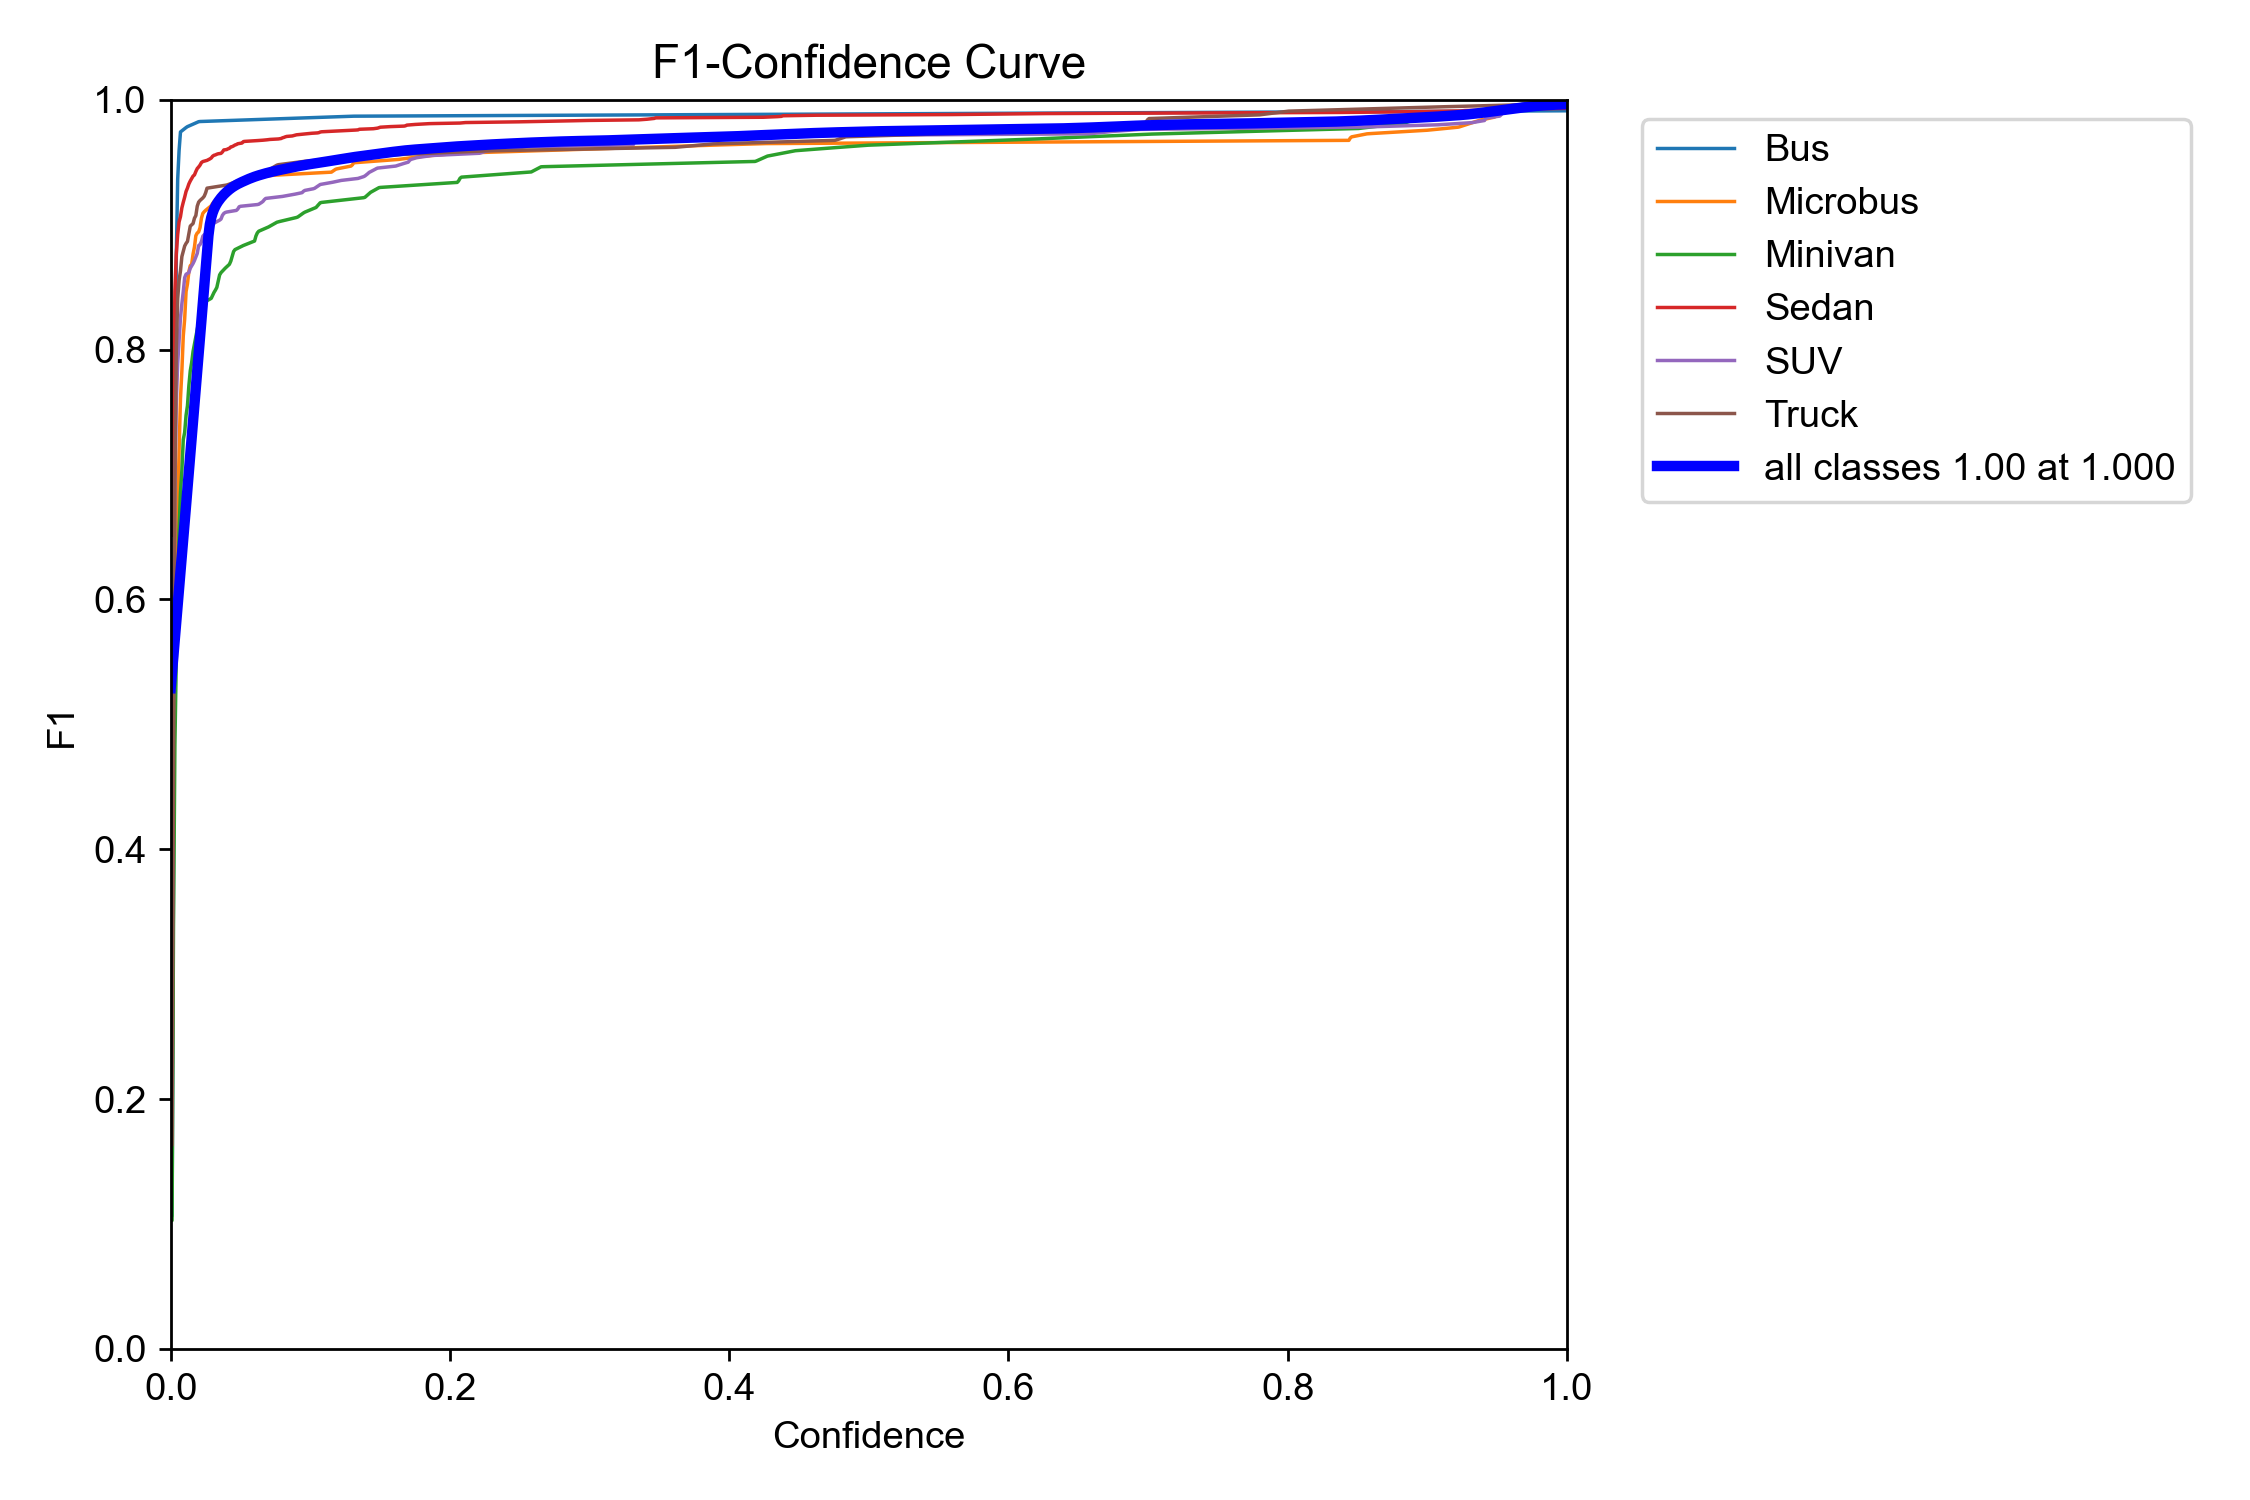 F1-Confidence Curve
1.0
0.8
0.6
0.4
0.2
0.0
F1
0.0 0.2 0.4 0.6 0.8 1.0
Confidence
Bus
Microbus
Minivan
Sedan
SUV
Truck
all classes 1.00 at 1.000